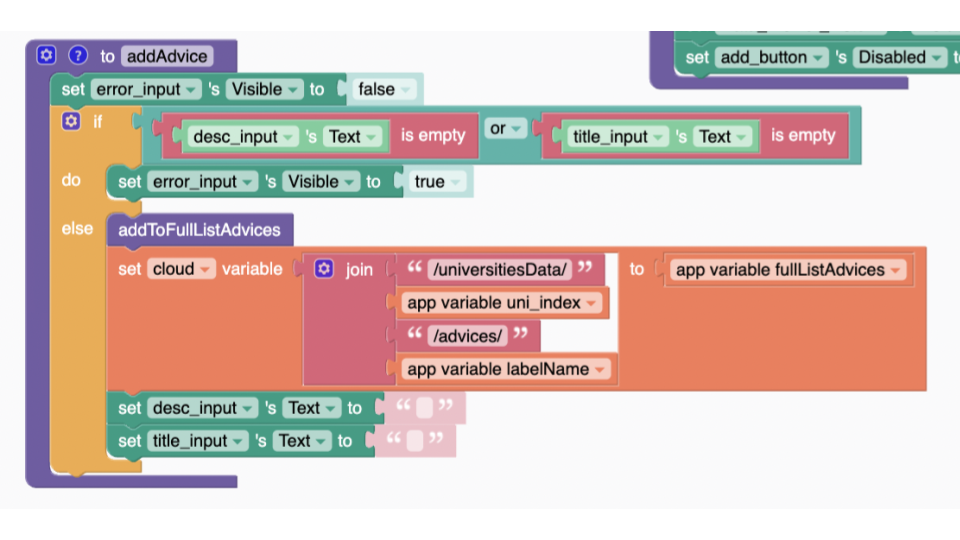 ? to addAdvice
set add_button 's Disabled
set error_input 's Visible to false
if desc_input 's Text is empty or title_input 's Text is empty
do set error_input 's Visible to true
else addToFullListAdvices
set cloud variable join “ /universitiesData/ ” to app variable fullListAdvices
app variable uni_index
“ /advices/ ”
app variable labelName
set desc_input 's Text to “ ”
set title_input 's Text to “ ”